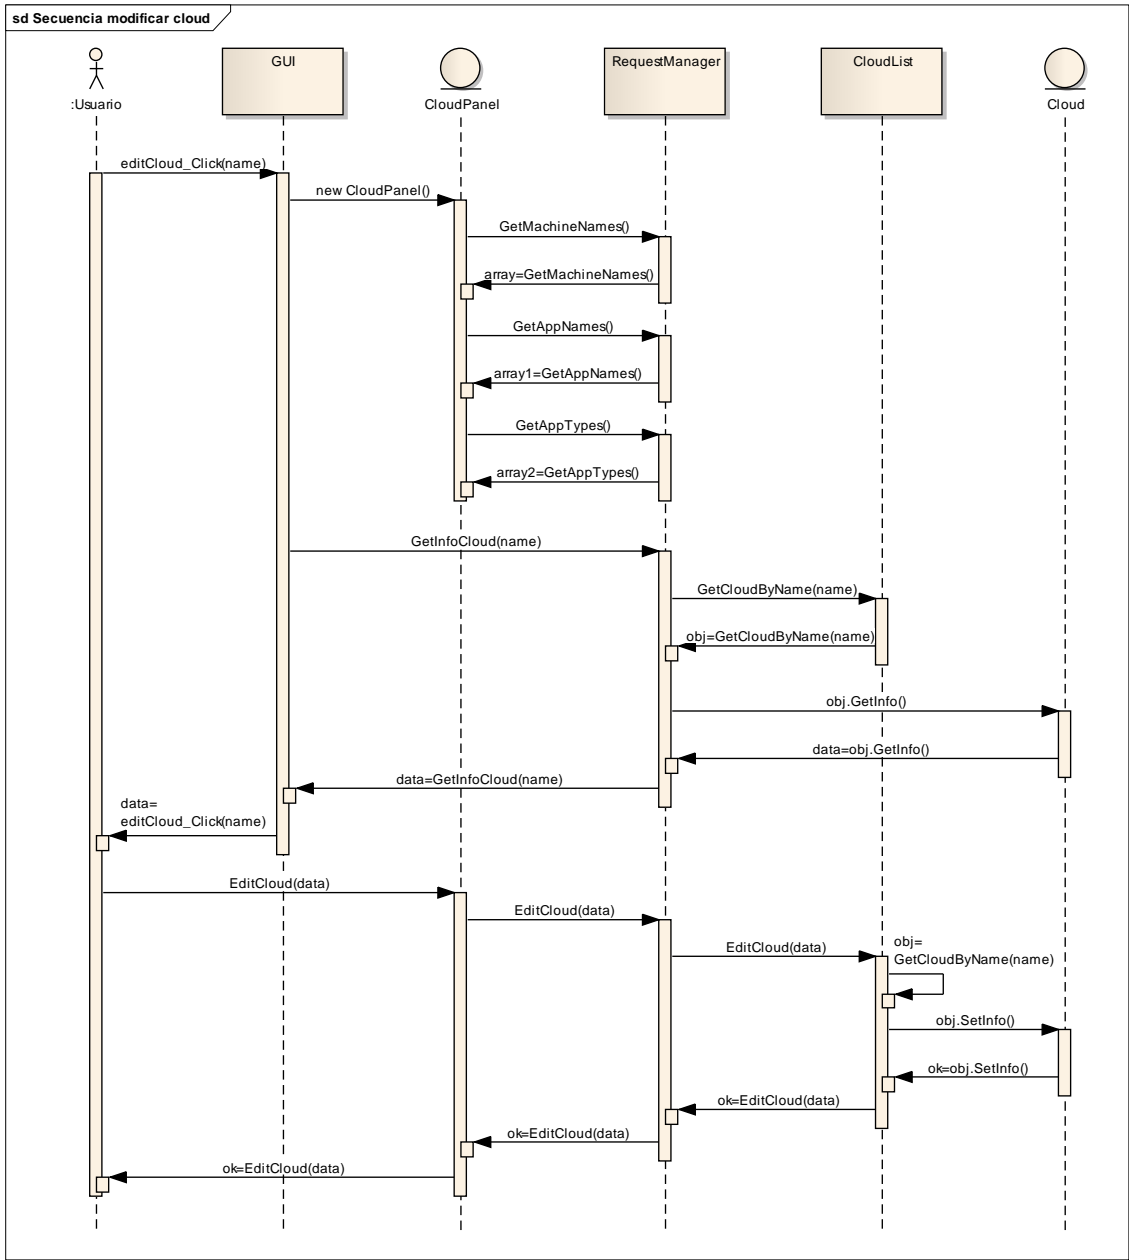 sd Secuencia modificar cloud
:Usuario
GUI
CloudPanel
RequestManager
CloudList
Cloud
editCloud_Click(name)
new CloudPanel()
GetMachineNames()
array=GetMachineNames()
GetAppNames()
array1=GetAppNames()
GetAppTypes()
array2=GetAppTypes()
GetInfoCloud(name)
GetCloudByName(name)
obj=GetCloudByName(name)
obj.GetInfo()
data=obj.GetInfo()
data=GetInfoCloud(name)
data=
editCloud_Click(name)
EditCloud(data)
EditCloud(data)
EditCloud(data)
obj=
GetCloudByName(name)
obj.SetInfo()
ok=obj.SetInfo()
ok=EditCloud(data)
ok=EditCloud(data)
ok=EditCloud(data)